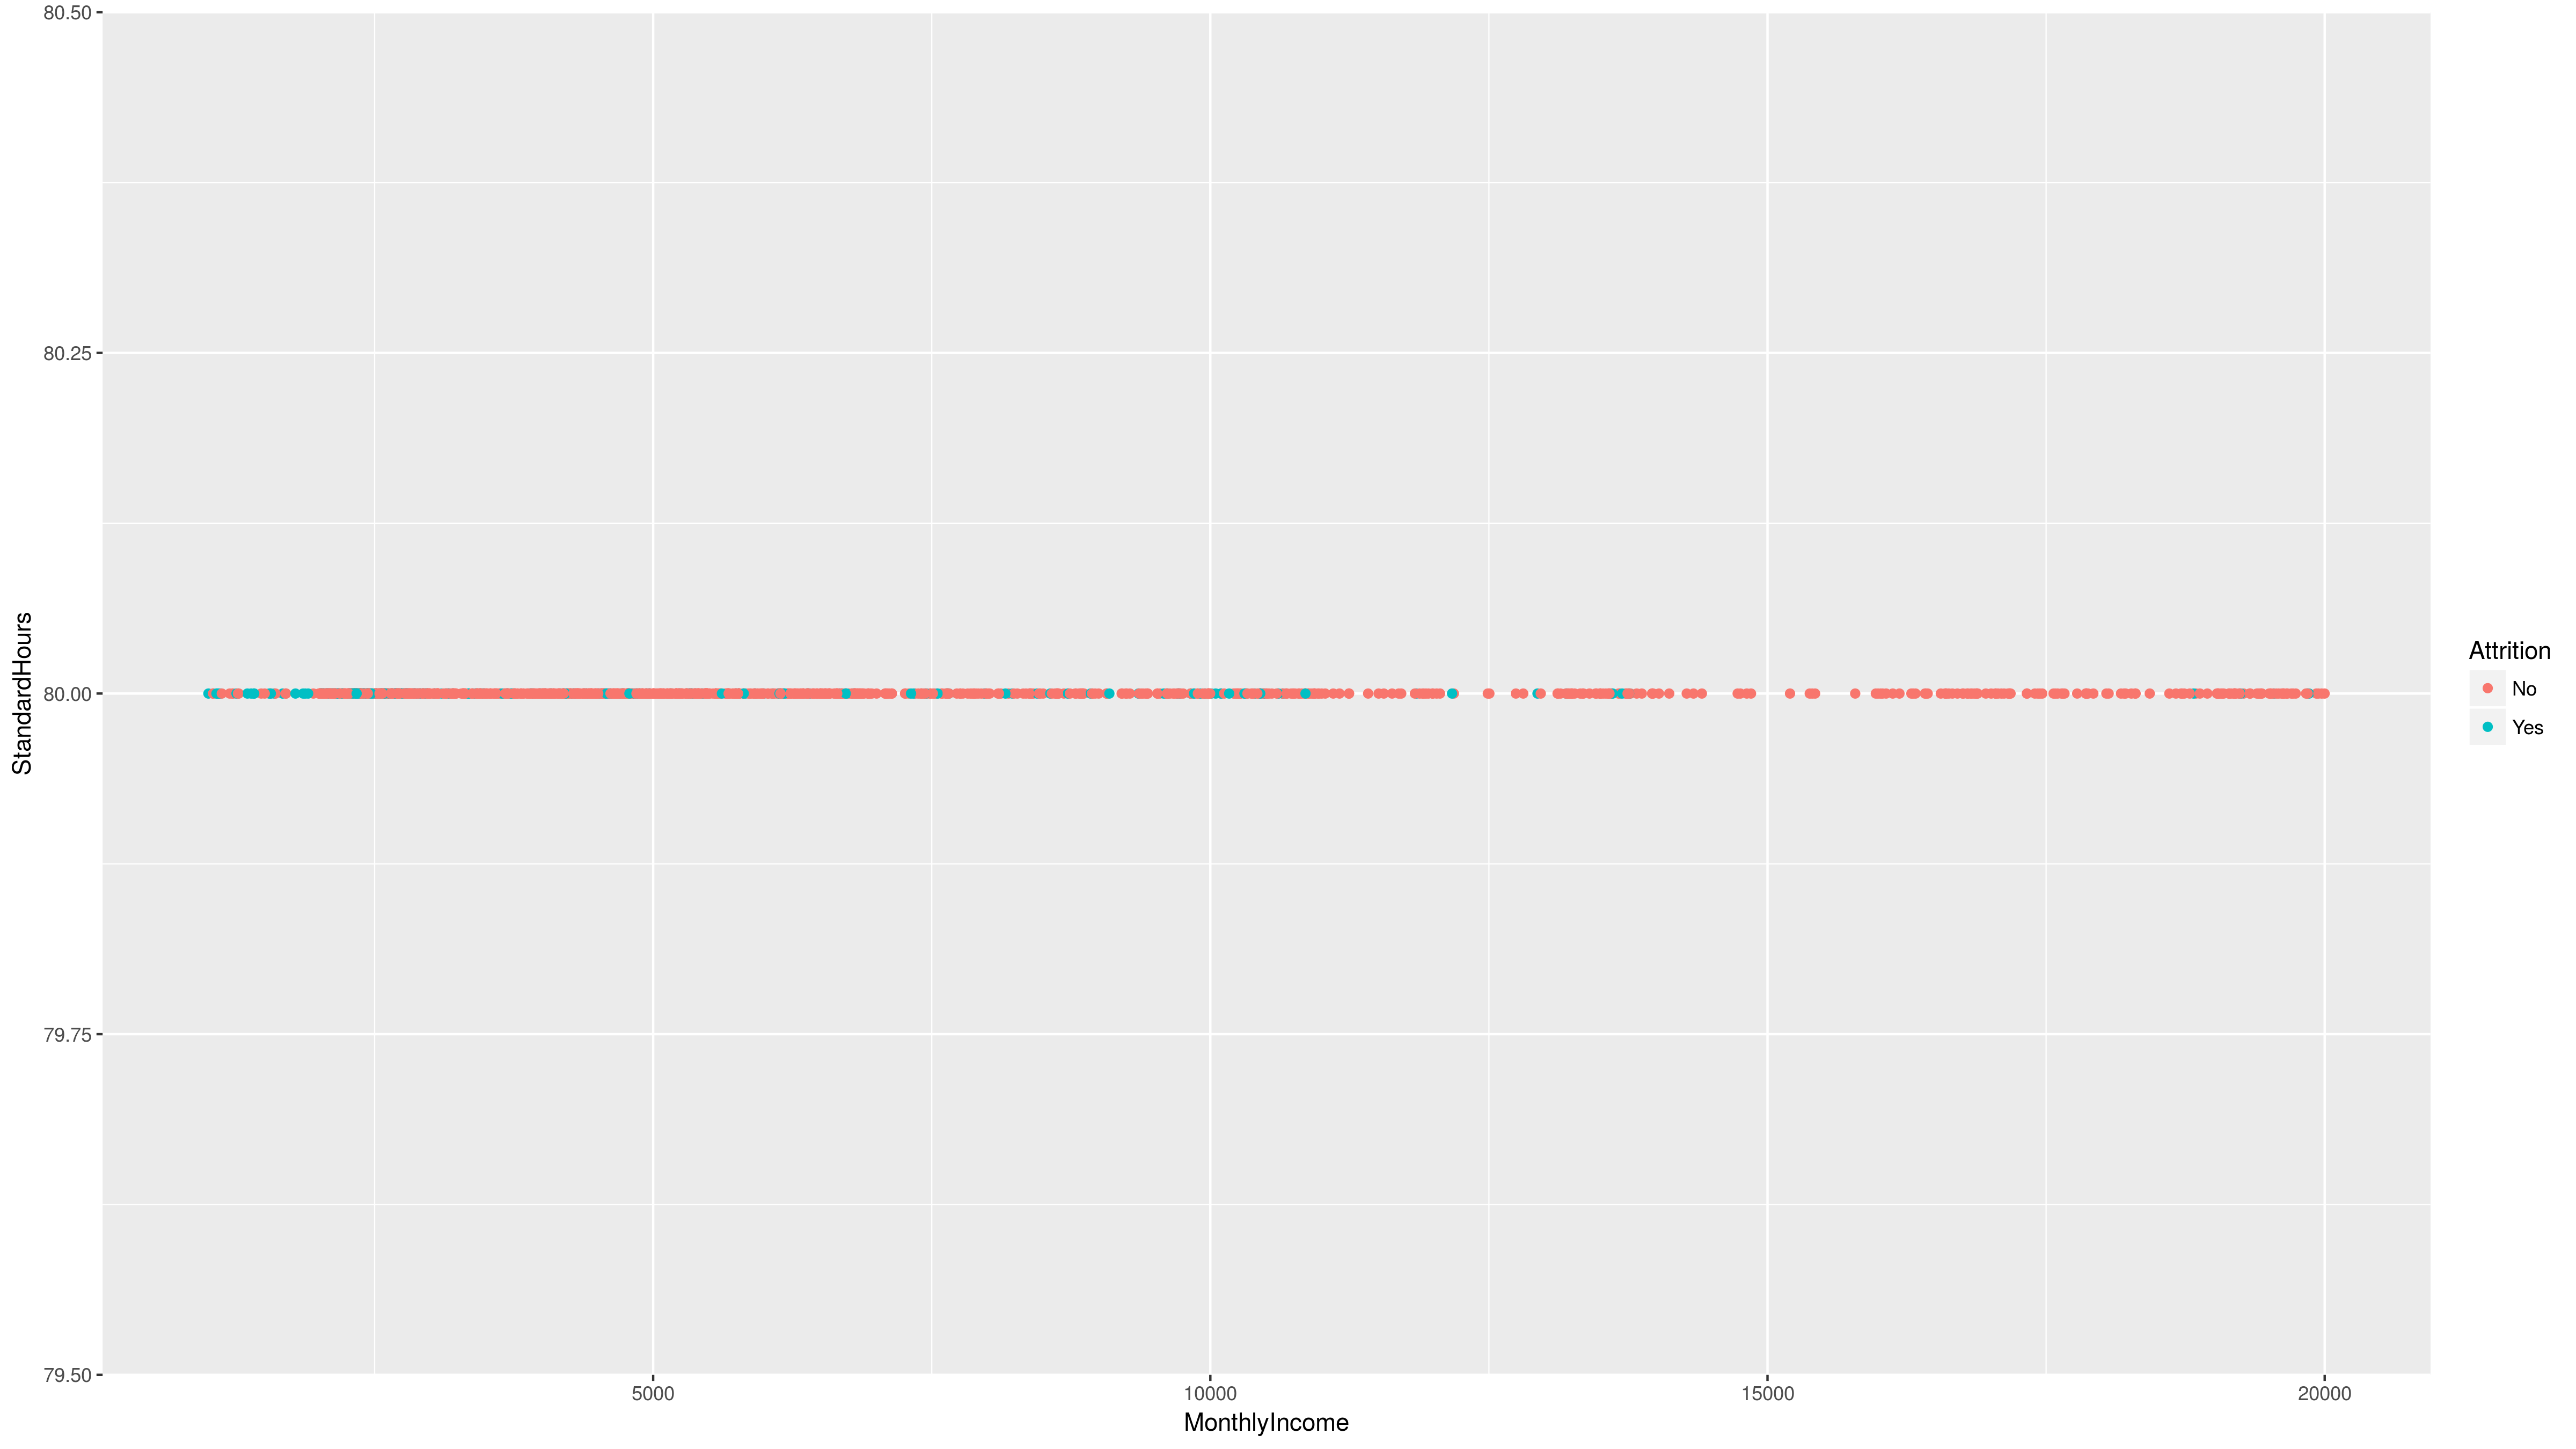 80.50
80.25
80.00
79.75
79.50
StandardHours
5000
10000
15000
20000
MonthlyIncome
Attrition
No
Yes